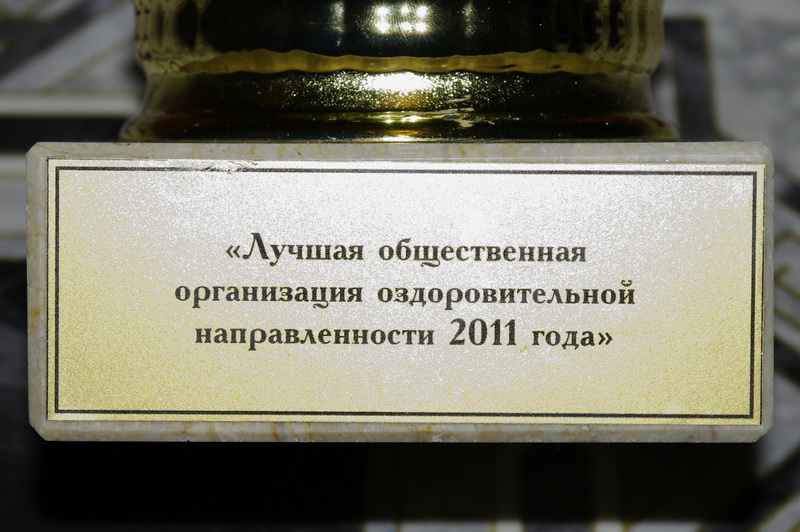 «Лучшая общественная
организация оздоровительной
направленности 2011 года»